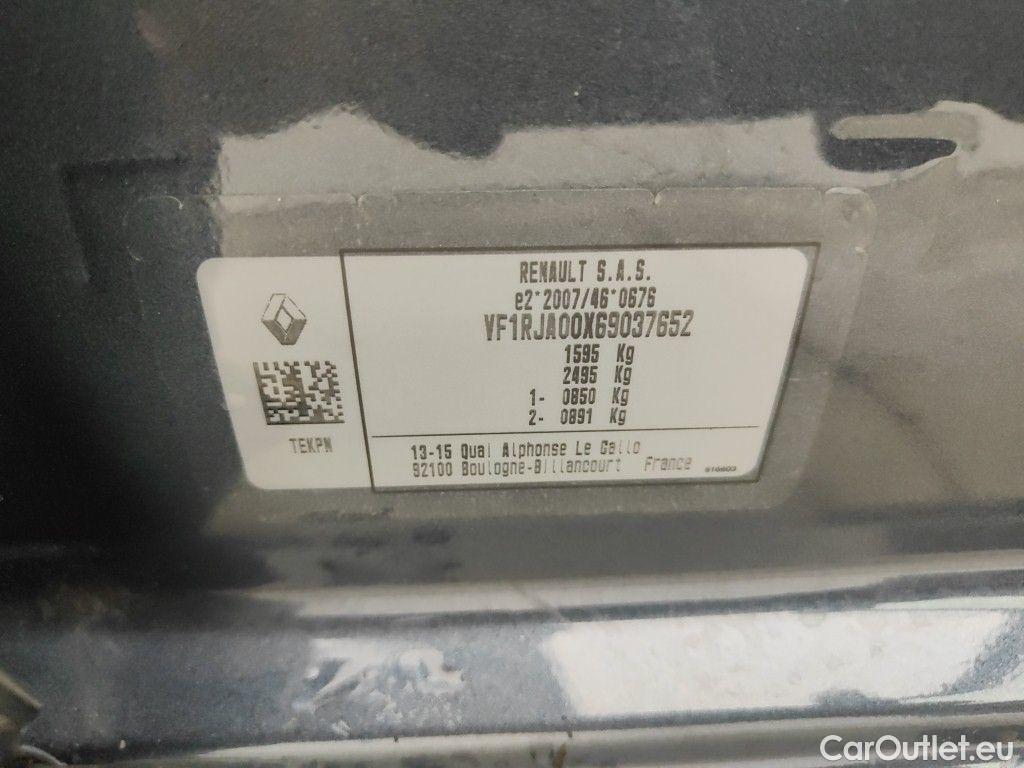 RENAULT S.A.S.
e2*2007/46*0676
VF1RJA00X69037652
1595 Kg
2495 Kg
1- 0850 Kg
2- 0891 Kg
TEKPN
13-15 Quai Alphonse Le Gallo
92100 Boulogne-Billancourt France
CarOutlet.eu